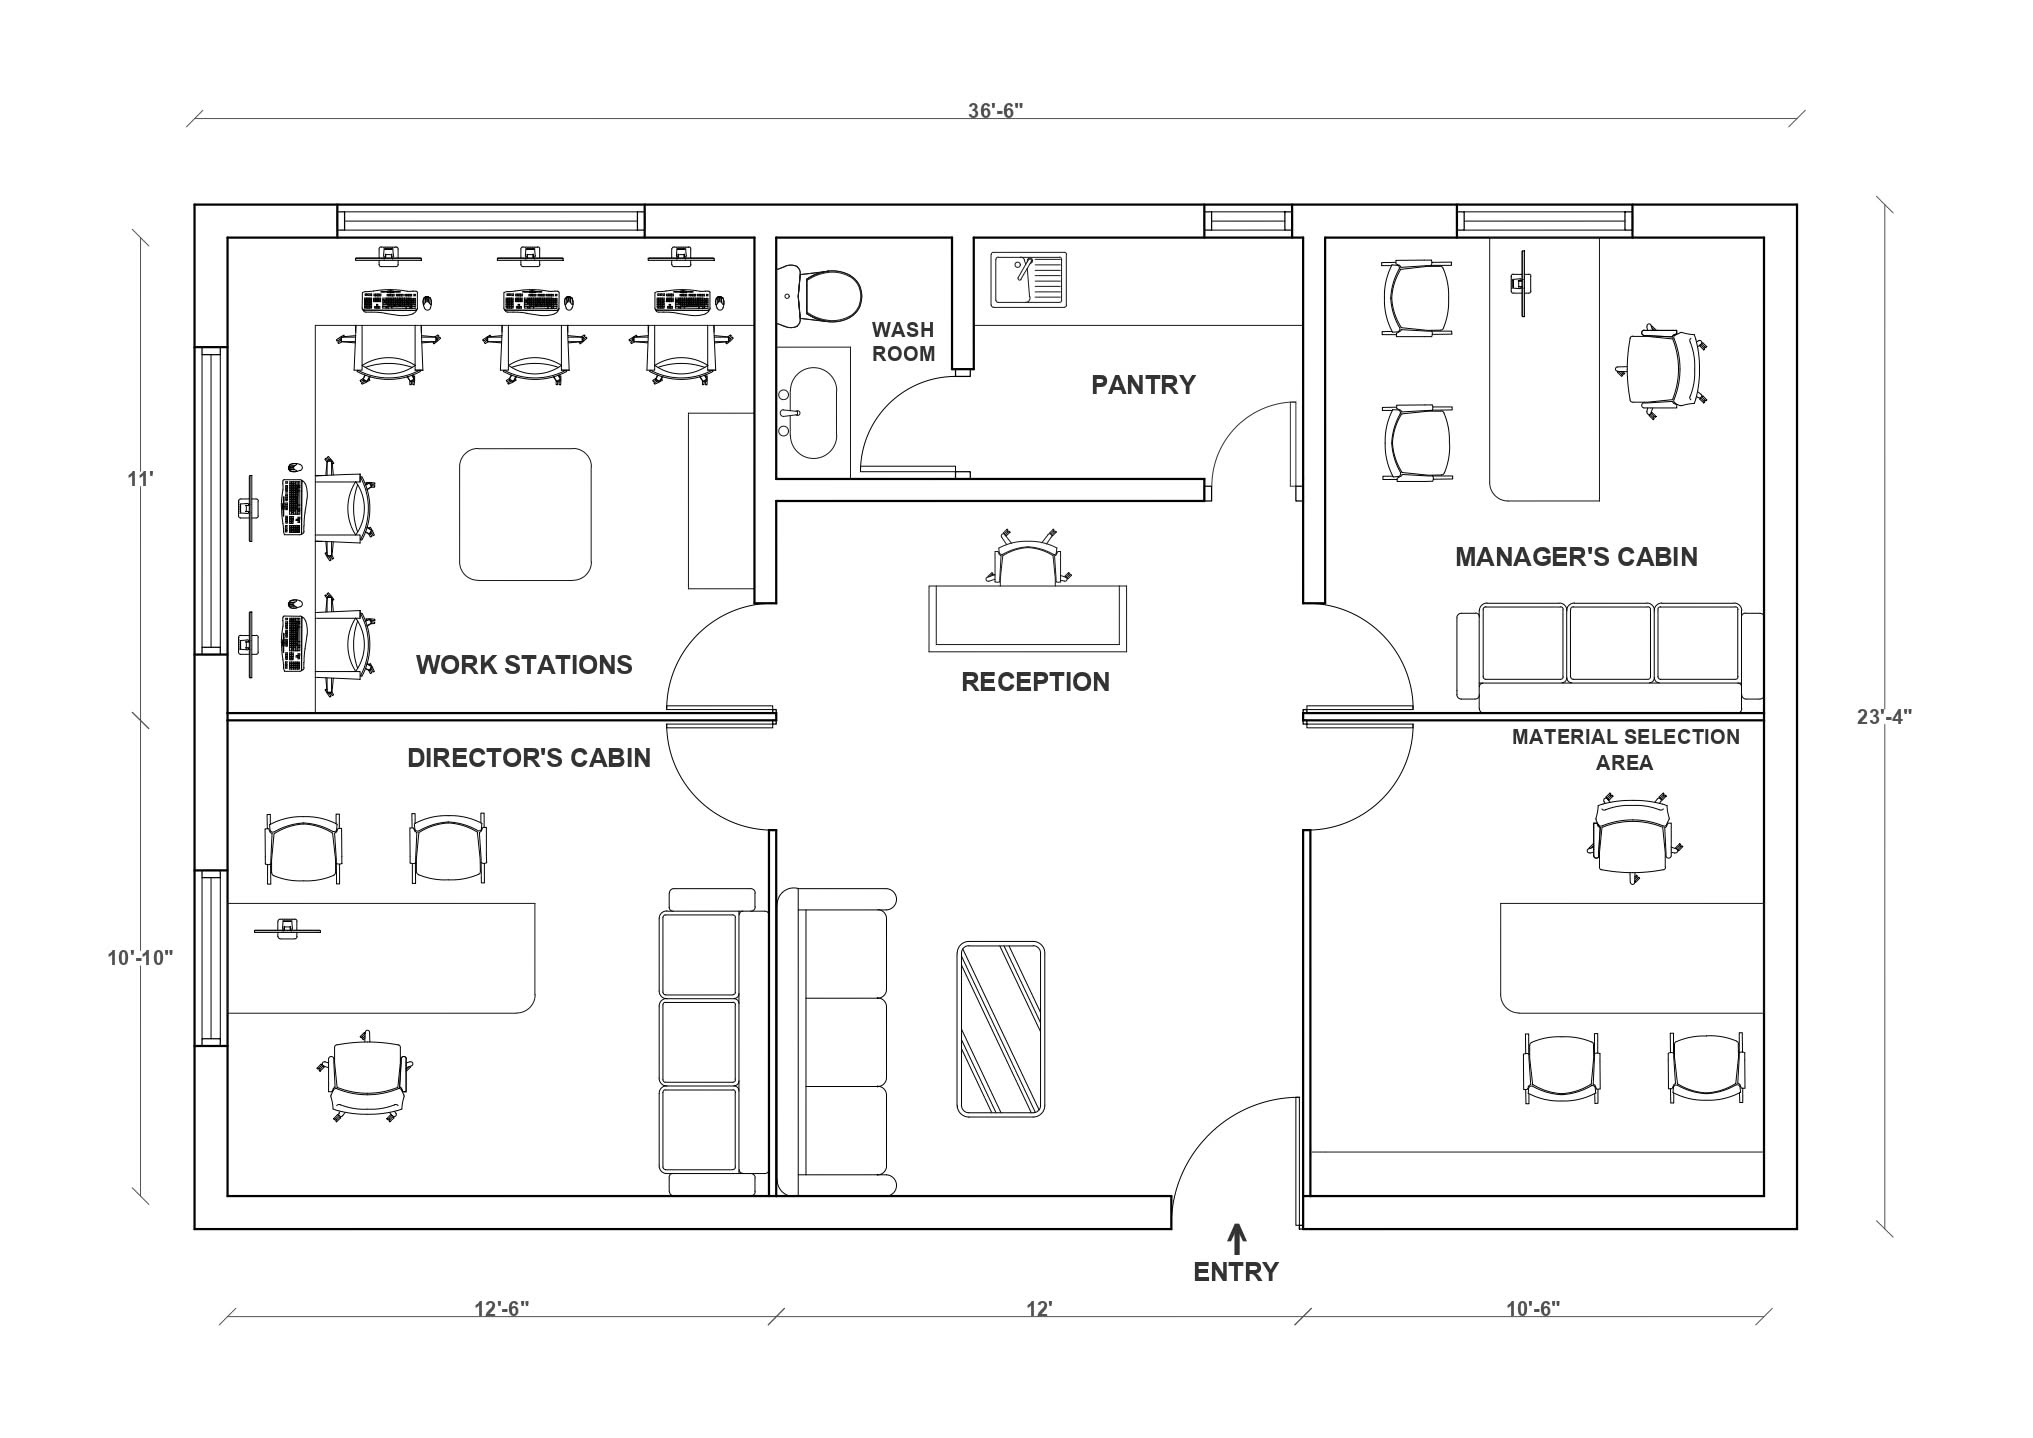 36'-6"
WASH
ROOM
PANTRY
11'
MANAGER'S CABIN
WORK STATIONS
RECEPTION
23'-4"
DIRECTOR'S CABIN
MATERIAL SELECTION
AREA
10'-10"
ENTRY
12'-6"
12'
10'-6"